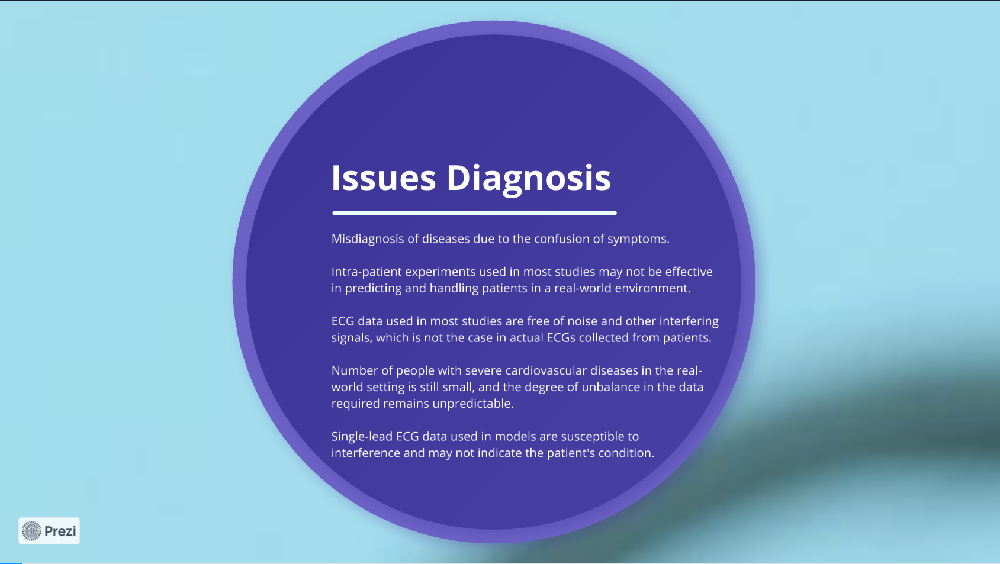 Issues Diagnosis
Misdiagnosis of diseases due to the confusion of symptoms.
Intra-patient experiments used in most studies may not be effective
in predicting and handling patients in a real-world environment.
ECG data used in most studies are free of noise and other interfering
signals, which is not the case in actual ECGs collected from patients.
Number of people with severe cardiovascular diseases in the real-
world setting is still small, and the degree of unbalance in the data
required remains unpredictable.
Single-lead ECG data used in models are susceptible to
interference and may not indicate the patient's condition.
Prezi